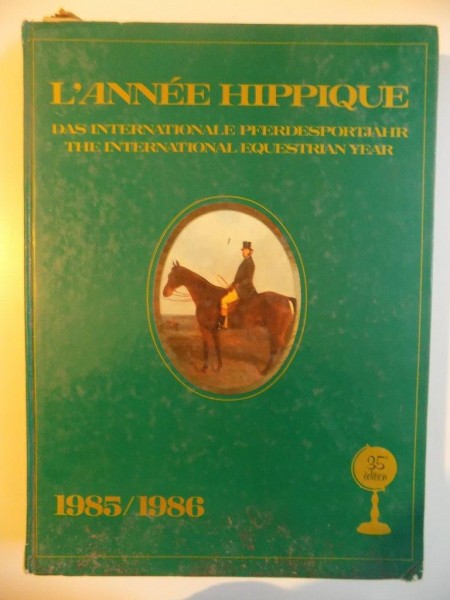 L'ANNÉE HIPPIQUE
DAS INTERNATIONALE PFERDESPORTJAHR
THE INTERNATIONAL EQUESTRIAN YEAR
35e
édition
1985/1986